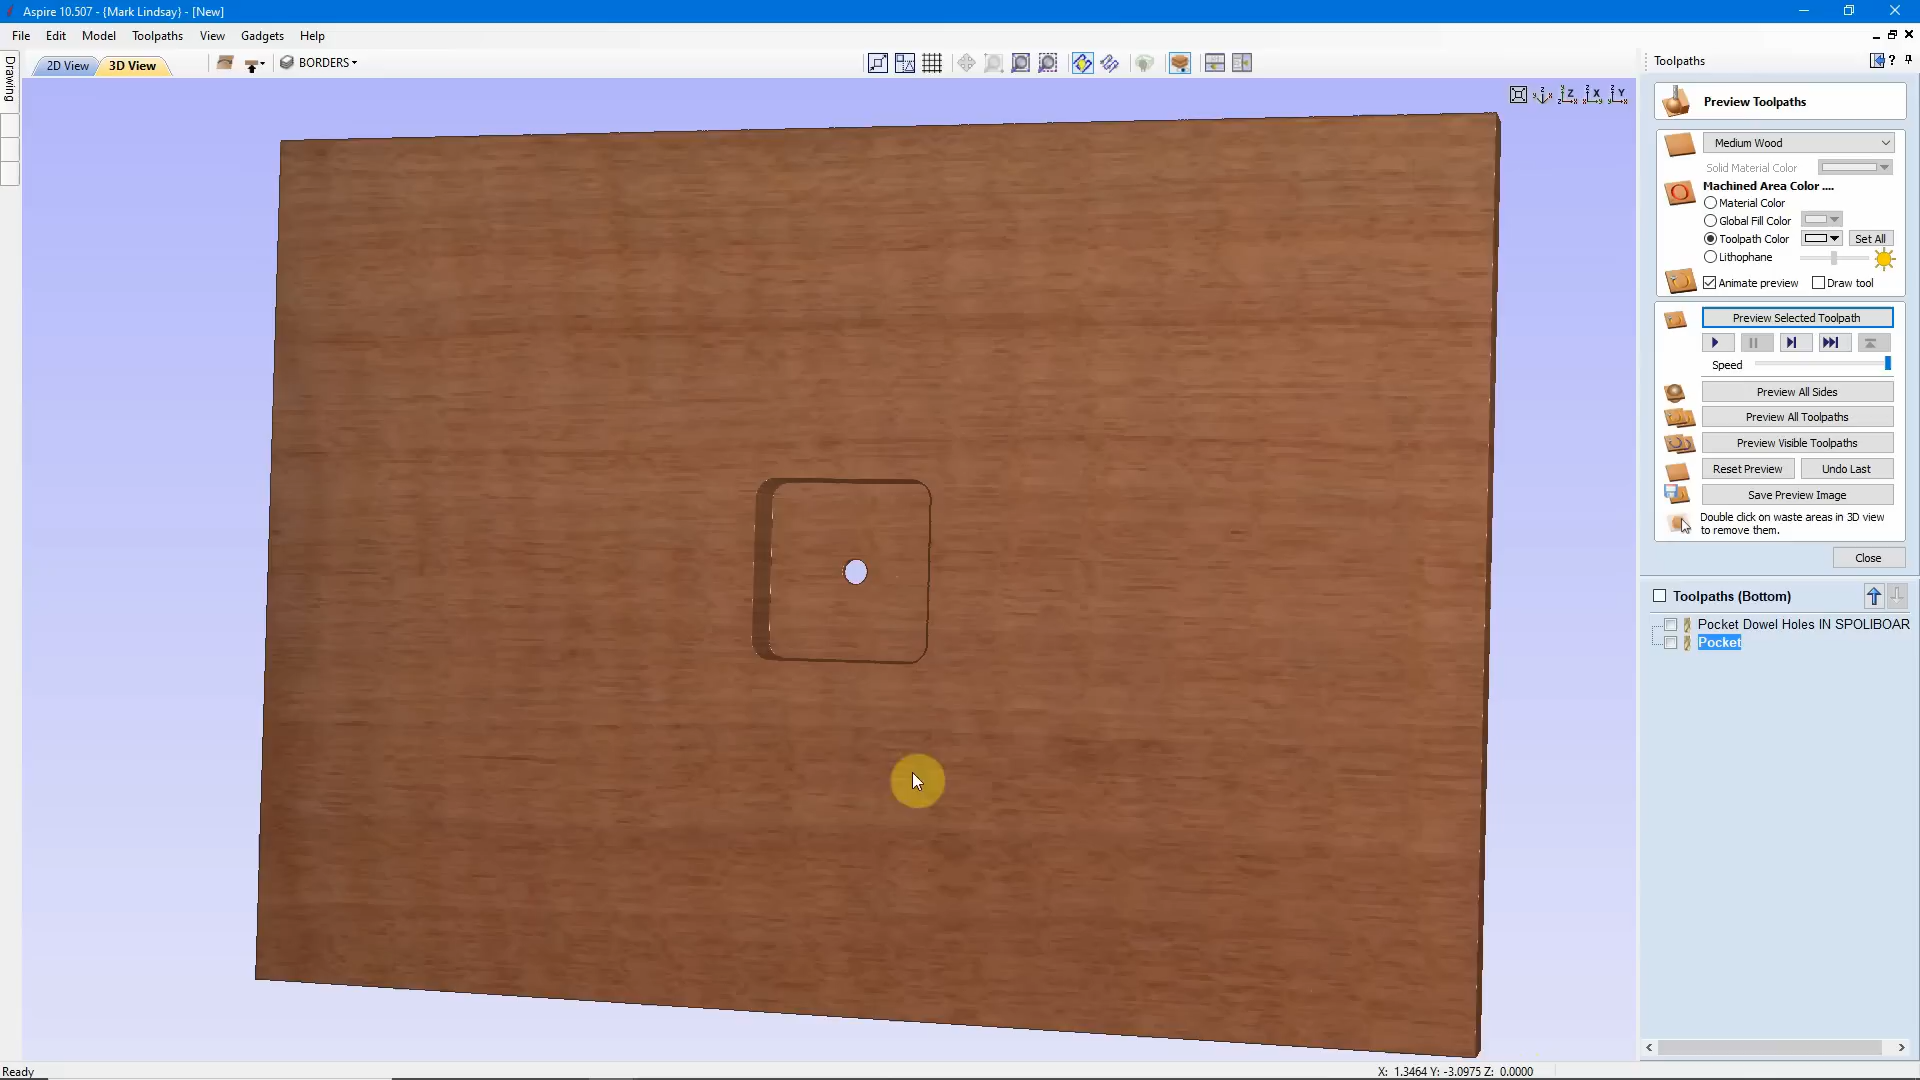 Aspire 10.507 - {Mark Lindsay} - [New]
File Edit Model Toolpaths View Gadgets Help
Drawing
2D View 3D View BORDERS
Toolpaths
Z X Y
Preview Toolpaths
Medium Wood
Solid Material Color
Machined Area Color ....
Material Color
Global Fill Color
Toolpath Color Set All
Lithophane
Animate preview Draw tool
Preview Selected Toolpath
Speed
Preview All Sides
Preview All Toolpaths
Preview Visible Toolpaths
Reset Preview Undo Last
Save Preview Image
Double click on waste areas in 3D view
to remove them.
Close
Toolpaths (Bottom)
Pocket Dowel Holes IN SPOLIBOAR
Pocket
Ready X: 1.3464 Y: -3.0975 Z: 0.0000